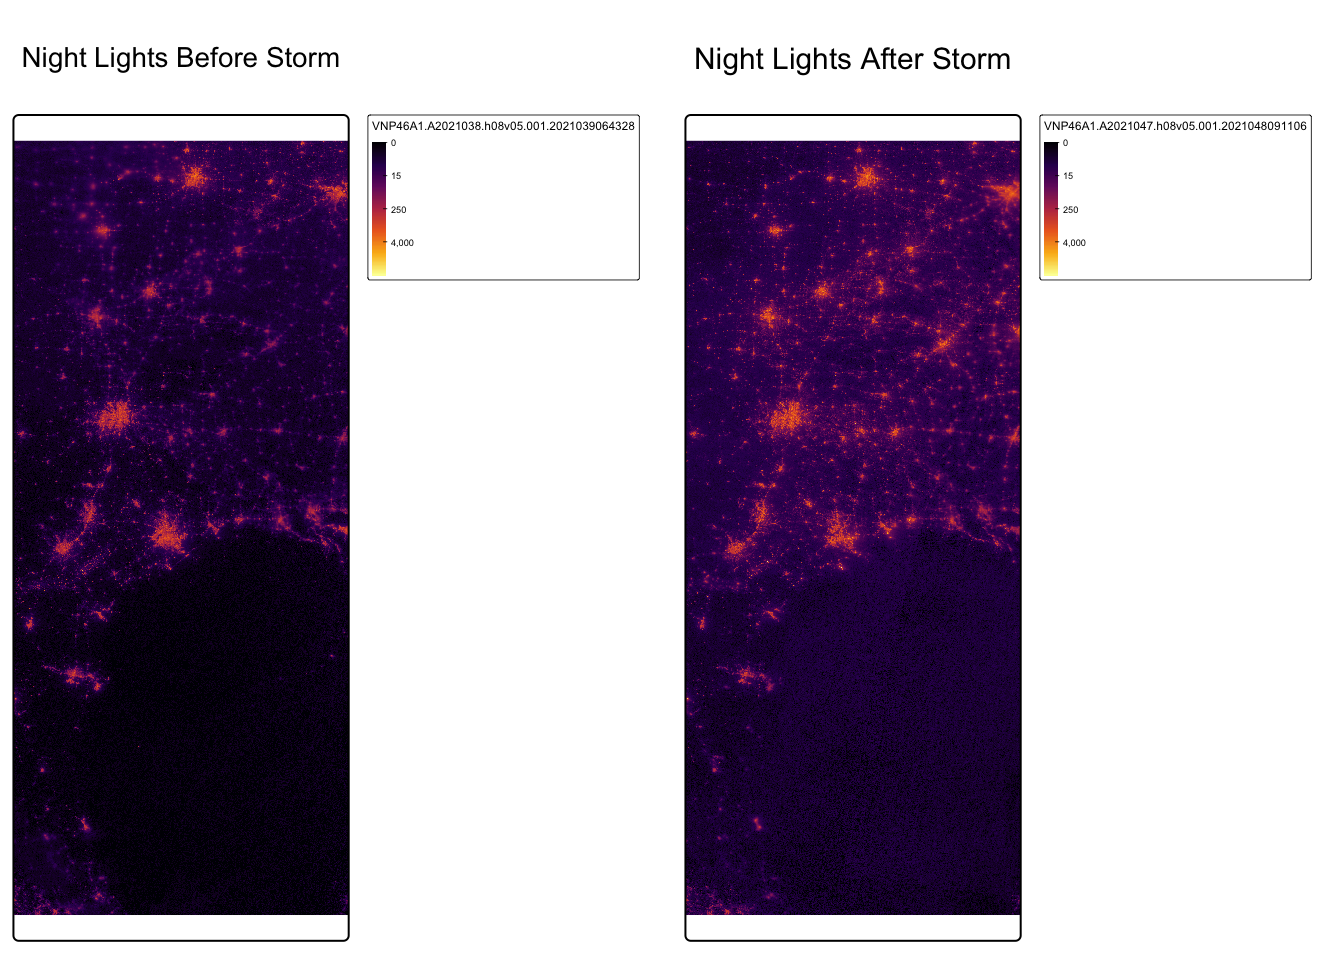 Night Lights Before Storm
VNP46A1.A2021038.h08v05.001.2021039064328
0
15
250
4,000
Night Lights After Storm
VNP46A1.A2021047.h08v05.001.2021048091106
0
15
250
4,000